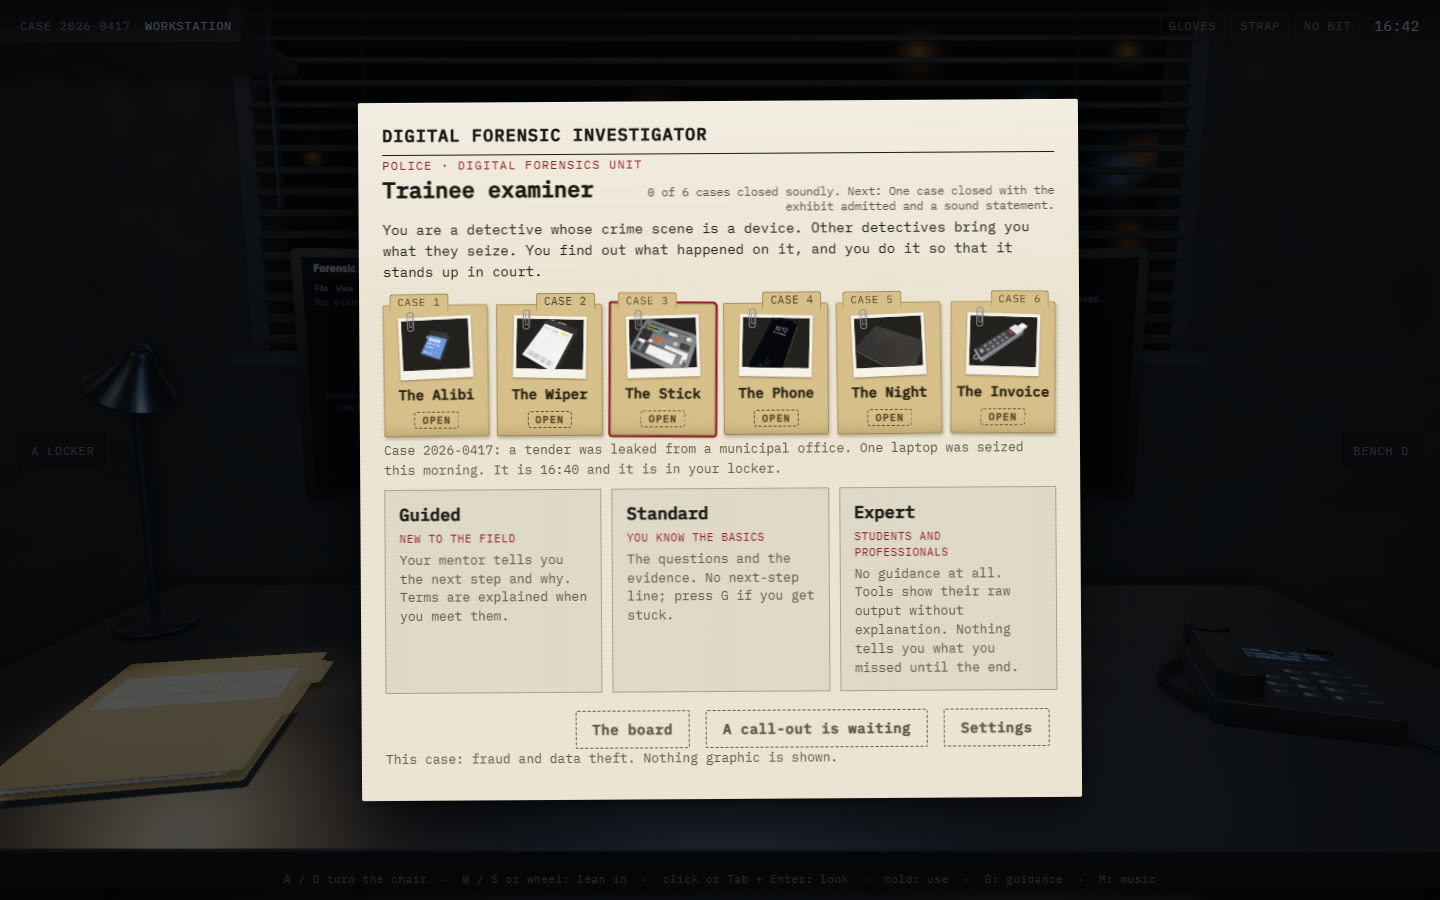 CASE 2026-0417 WORKSTATION
GLOVES STRAP NO BIT 16:42
DIGITAL FORENSIC INVESTIGATOR
POLICE · DIGITAL FORENSICS UNIT
Trainee examiner
0 of 6 cases closed soundly. Next: One case closed with the
exhibit admitted and a sound statement.
You are a detective whose crime scene is a device. Other detectives bring you
what they seize. You find out what happened on it, and you do it so that it
stands up in court.
CASE 1
The Alibi
OPEN
CASE 2
The Wiper
OPEN
CASE 3
The Stick
OPEN
CASE 4
10:12
The Phone
OPEN
CASE 5
The Night
OPEN
CASE 6
The Invoice
OPEN
Case 2026-0417: a tender was leaked from a municipal office. One laptop was seized
this morning. It is 16:40 and it is in your locker.
Guided
NEW TO THE FIELD
Your mentor tells you
the next step and why.
Terms are explained when
you meet them.
Standard
YOU KNOW THE BASICS
The questions and the
evidence. No next-step
line; press G if you get
stuck.
Expert
STUDENTS AND
PROFESSIONALS
No guidance at all.
Tools show their raw
output without
explanation. Nothing
tells you what you
missed until the end.
The board
A call-out is waiting
Settings
This case: fraud and data theft. Nothing graphic is shown.
Forensic
File View
No evid
A LOCKER
BENCH D
A / D turn the chair · W / S or wheel: lean in · click or Tab + Enter: look · hold: use · G: guidance · M: music